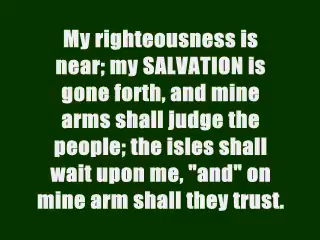 My righteousness is
near; my SALVATION is
gone forth, and mine
arms shall judge the
people; the isles shall
wait upon me, "and" on
mine arm shall they trust.